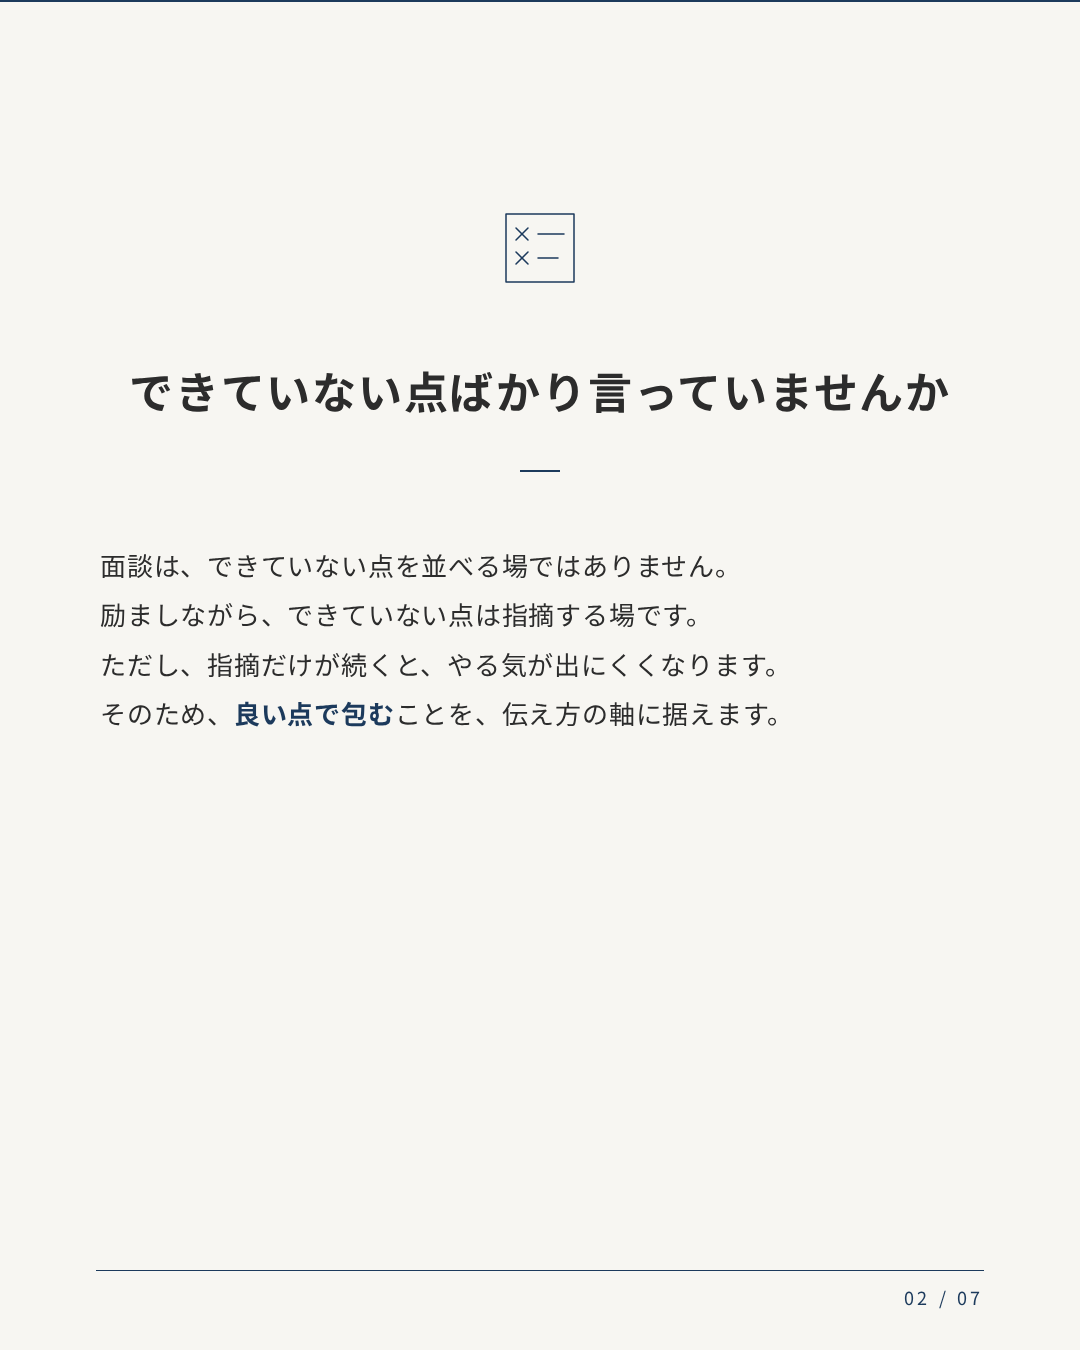 できていない点ばかり言っていませんか
面談は、できていない点を並べる場ではありません。
励ましながら、できていない点は指摘する場です。
ただし、指摘だけが続くと、やる気が出にくくなります。
そのため、良い点で包むことを、伝え方の軸に据えます。
02 / 07